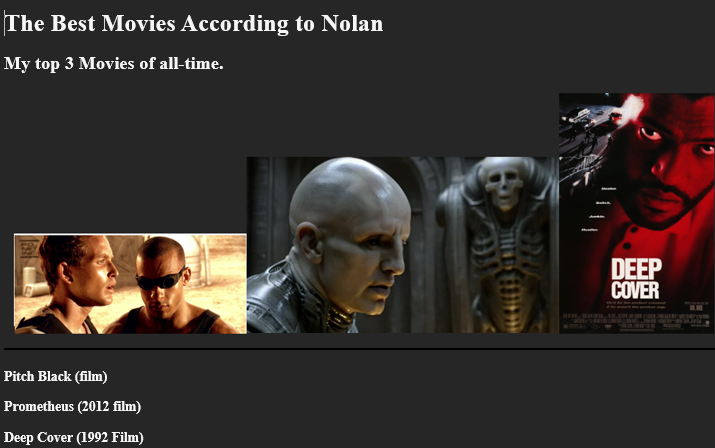 The Best Movies According to Nolan
My top 3 Movies of all-time.
DEEP
COVER
Pitch Black (film)
Prometheus (2012 film)
Deep Cover (1992 Film)